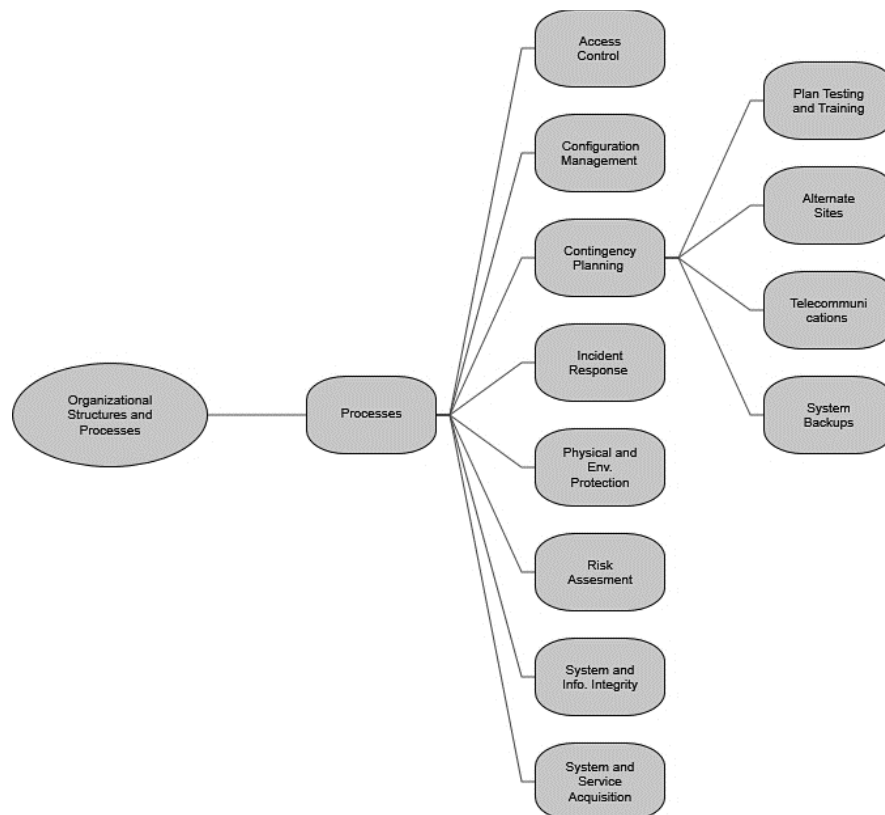 Organizational
Structures and
Processes
Processes
Access
Control
Configuration
Management
Contingency
Planning
Incident
Response
Physical and
Env.
Protection
Risk
Assesment
System and
Info. Integrity
System and
Service
Acquisition
Plan Testing
and Training
Alternate
Sites
Telecommuni
cations
System
Backups